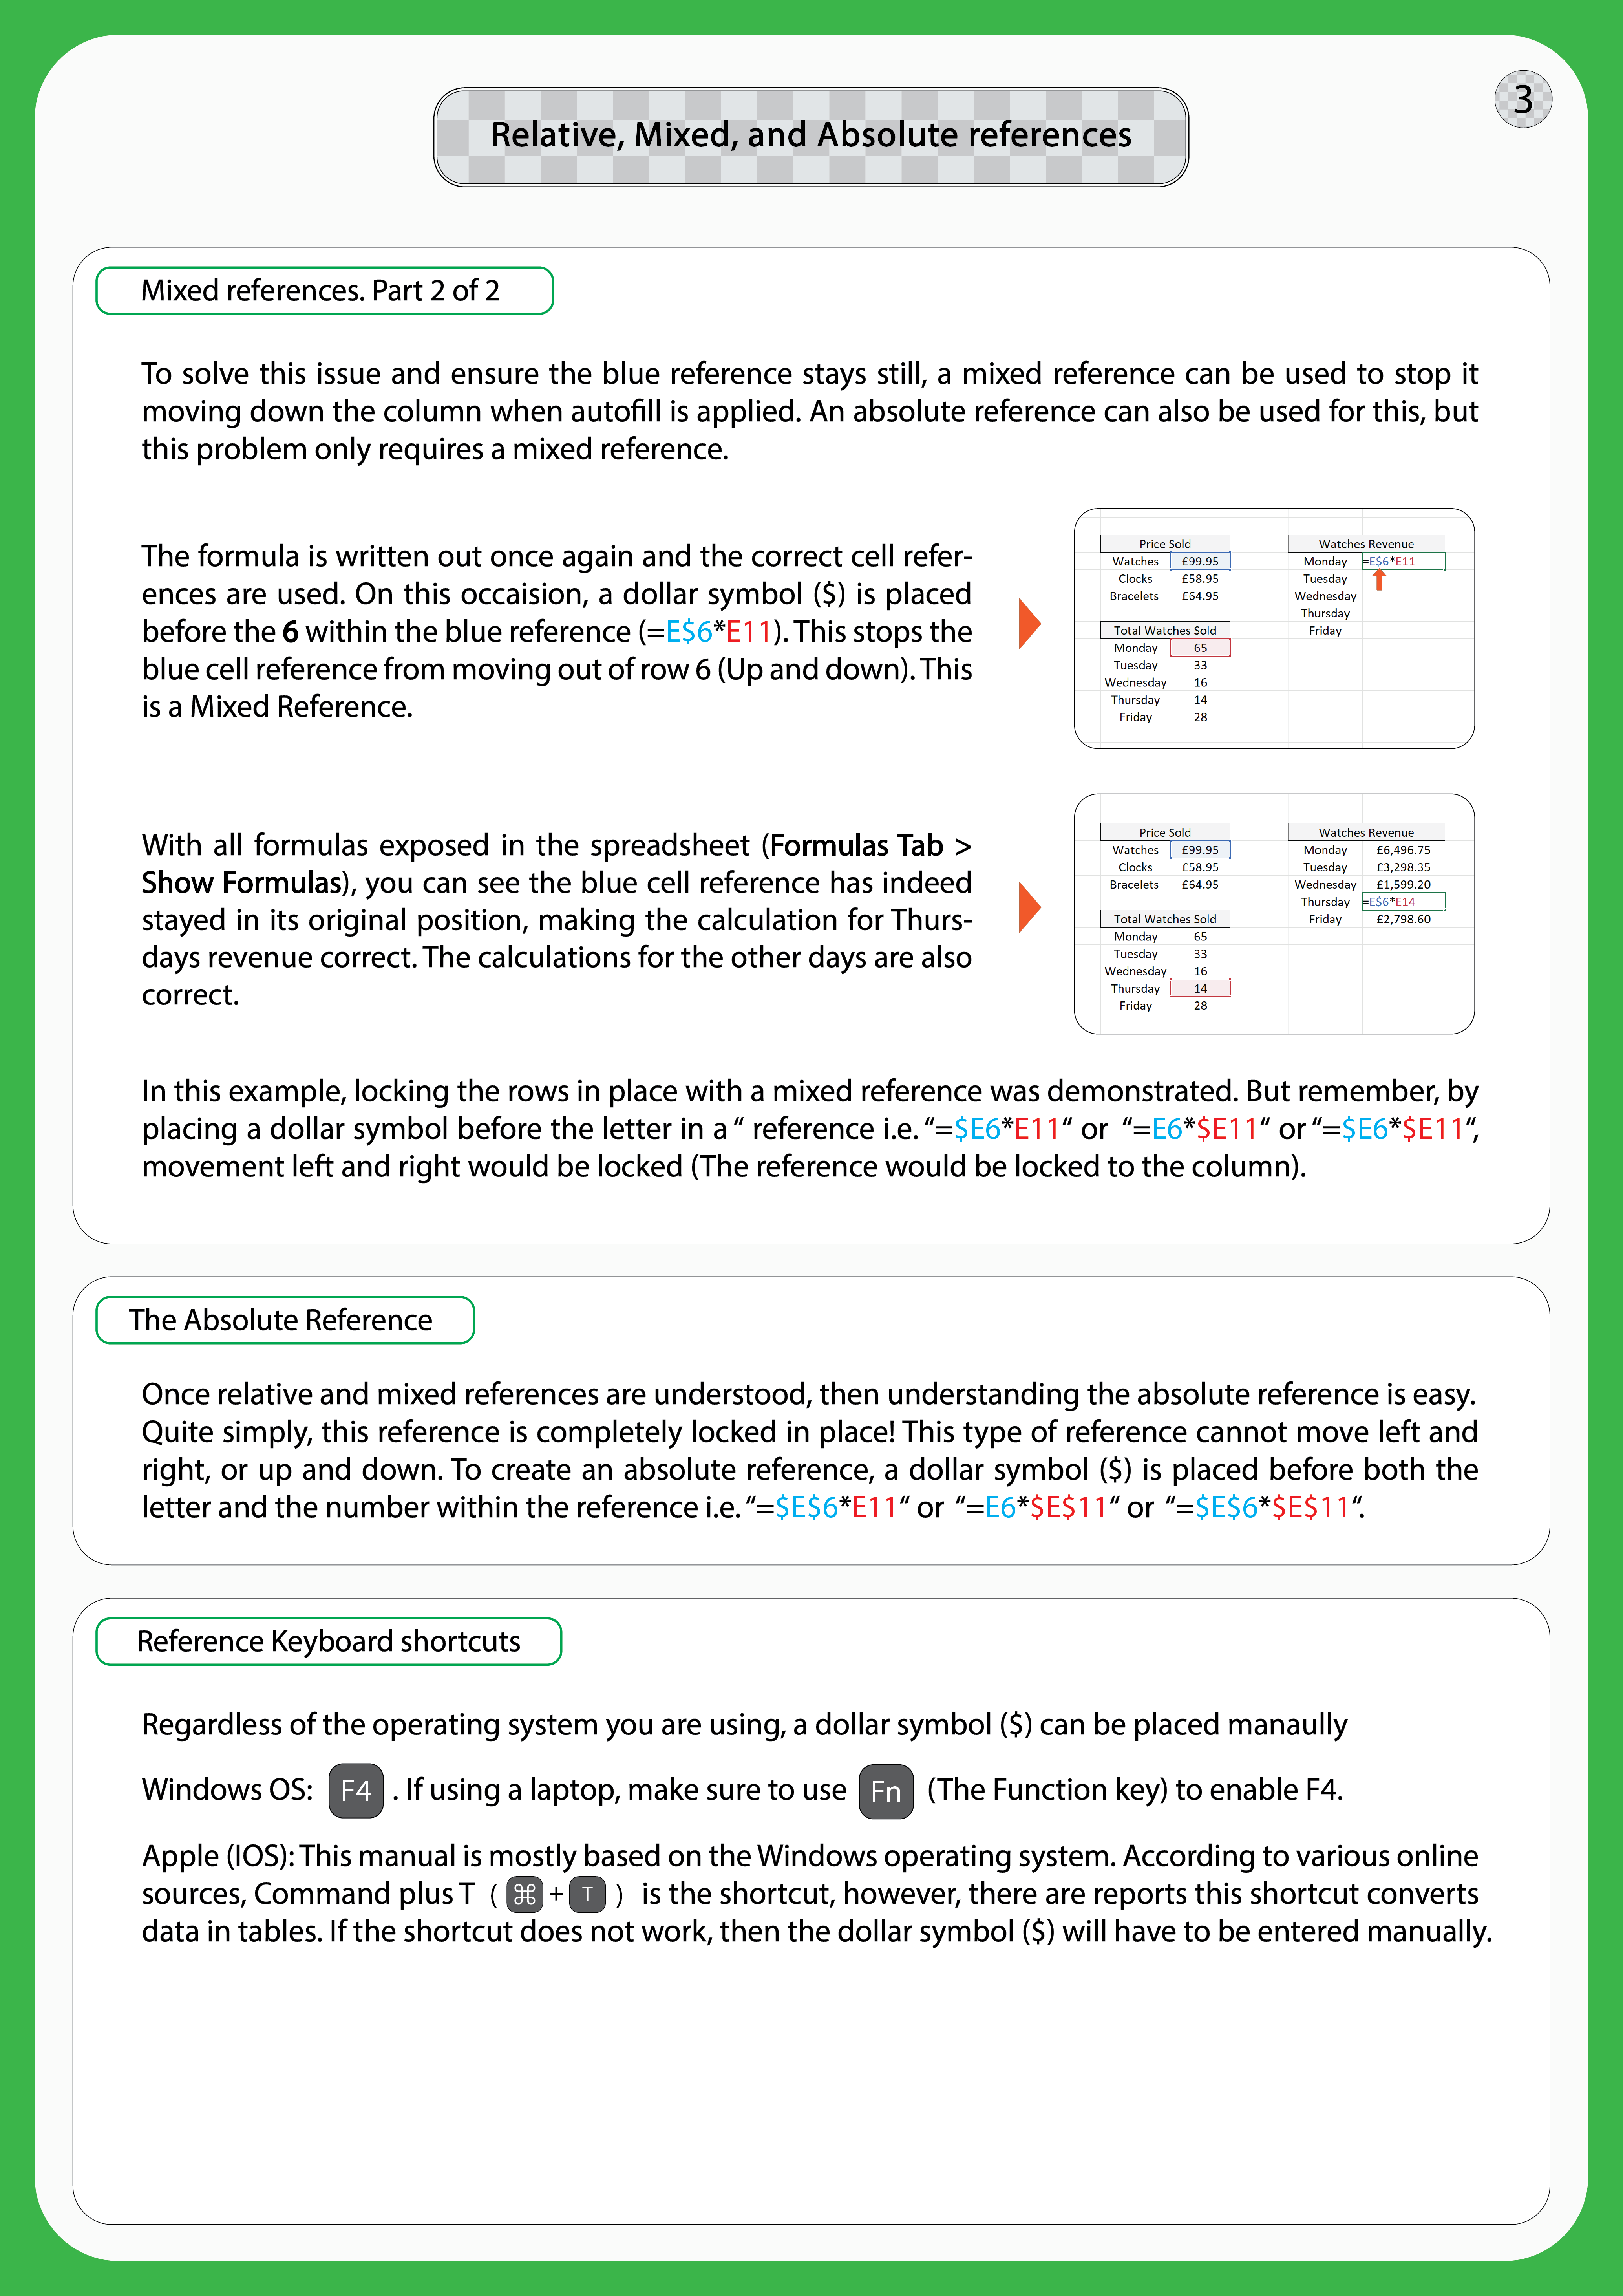 3
Relative, Mixed, and Absolute references
Mixed references. Part 2 of 2
To solve this issue and ensure the blue reference stays still, a mixed reference can be used to stop it
moving down the column when autofill is applied. An absolute reference can also be used for this, but
this problem only requires a mixed reference.
The formula is written out once again and the correct cell refer-
ences are used. On this occaision, a dollar symbol ($) is placed
before the 6 within the blue reference (=E$6*E11). This stops the
blue cell reference from moving out of row 6 (Up and down). This
is a Mixed Reference.
Price Sold Watches Revenue
Watches £99.95 Monday =E$6*E11
Clocks £58.95 Tuesday
Bracelets £64.95 Wednesday
Thursday
Total Watches Sold Friday
Monday 65
Tuesday 33
Wednesday 16
Thursday 14
Friday 28
With all formulas exposed in the spreadsheet (Formulas Tab >
Show Formulas), you can see the blue cell reference has indeed
stayed in its original position, making the calculation for Thurs-
days revenue correct. The calculations for the other days are also
correct.
Price Sold Watches Revenue
Watches £99.95 Monday £6,496.75
Clocks £58.95 Tuesday £3,298.35
Bracelets £64.95 Wednesday £1,599.20
Thursday =E$6*E14
Total Watches Sold Friday £2,798.60
Monday 65
Tuesday 33
Wednesday 16
Thursday 14
Friday 28
In this example, locking the rows in place with a mixed reference was demonstrated. But remember, by
placing a dollar symbol before the letter in a “ reference i.e. “=$E6*E11“ or “=E6*$E11“ or “=$E6*$E11“,
movement left and right would be locked (The reference would be locked to the column).
The Absolute Reference
Once relative and mixed references are understood, then understanding the absolute reference is easy.
Quite simply, this reference is completely locked in place! This type of reference cannot move left and
right, or up and down. To create an absolute reference, a dollar symbol ($) is placed before both the
letter and the number within the reference i.e. “=$E$6*E11“ or “=E6*$E$11“ or “=$E$6*$E$11“.
Reference Keyboard shortcuts
Regardless of the operating system you are using, a dollar symbol ($) can be placed manaully
Windows OS: F4 . If using a laptop, make sure to use Fn (The Function key) to enable F4.
Apple (IOS): This manual is mostly based on the Windows operating system. According to various online
sources, Command plus T ( ⌘ + T ) is the shortcut, however, there are reports this shortcut converts
data in tables. If the shortcut does not work, then the dollar symbol ($) will have to be entered manually.